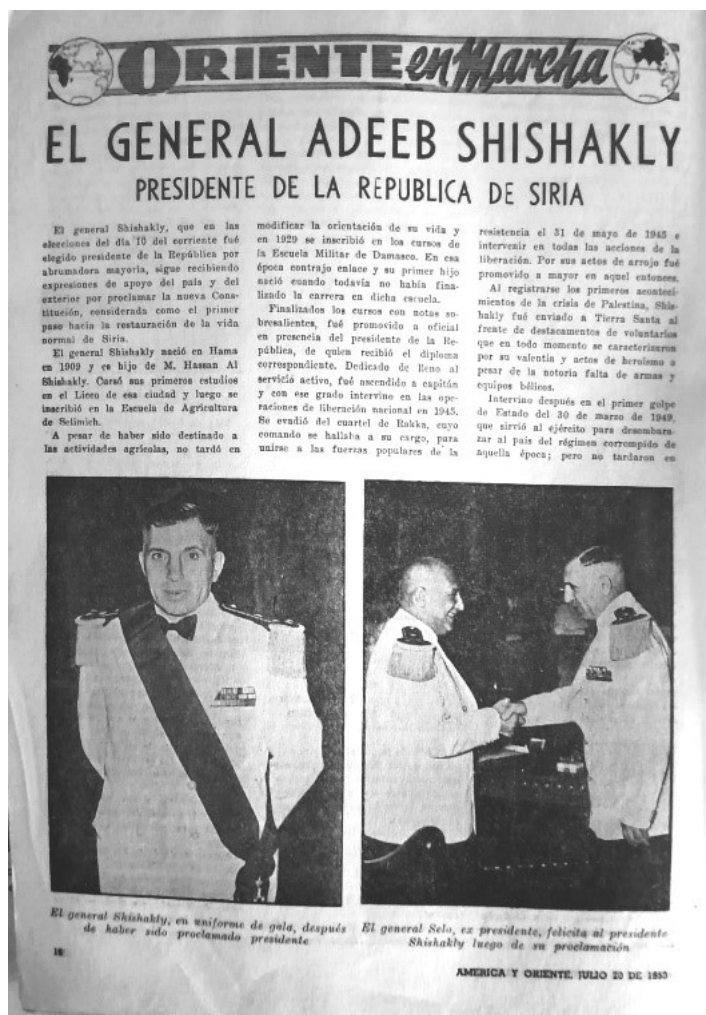 ORIENTE en Marcha
EL GENERAL ADEEB SHISHAKLY
PRESIDENTE DE LA REPUBLICA DE SIRIA
El general Shishakly, que en las
elecciones del día 10 del corriente fué
elegido presidente de la República por
abrumadora mayoría, sigue recibiendo
expresiones de apoyo del país y del
exterior por proclamar la nueva Cons-
titución, considerada como el primer
paso hacia la restauración de la vida
normal de Siria.
El general Shishakly nació en Hama
en 1909 y es hijo de M. Hassan Al
Shishakly. Cursó sus primeros estudios
en el Liceo de esa ciudad y luego se
inscribió en la Escuela de Agricultura
de Selimich.
A pesar de haber sido destinado a
las actividades agrícolas, no tardó en
modificar la orientación de su vida y
en 1929 se inscribió en los cursos de
la Escuela Militar de Damasco. En esa
época contrajo enlace y su primer hijo
nació cuando todavía no había fina-
lizado la carrera en dicha escuela.
Finalizados los cursos con notas so-
bresalientes, fué promovido a oficial
en presencia del presidente de la Re-
pública, de quien recibió el diploma
correspondiente. Dedicado de lleno al
servicio activo, fué ascendido a capitán
y con ese grado intervino en las ope-
raciones de liberación nacional en 1945.
Se evadió del cuartel de Rakka, cuyo
comando se hallaba a su cargo, para
unirse a las fuerzas populares de la
resistencia el 31 de mayo de 1945 e
intervenir en todas las acciones de la
liberación. Por sus actos de arrojo fué
promovido a mayor en aquel entonces.
Al registrarse los primeros aconteci-
mientos de la crisis de Palestina, Shis-
hakly fué enviado a Tierra Santa al
frente de destacamentos de voluntarios
que en todo momento se caracterizaron
por su valentía y actos de heroísmo a
pesar de la notoria falta de armas y
equipos bélicos.
Intervino después en el primer golpe
de Estado del 30 de marzo de 1949,
que sirvió al ejército para desembara-
zar al país del régimen corrompido de
aquella época; pero no tardaron en
El general Shishakly, en uniforme de gala, después
de haber sido proclamado presidente
El general Selo, ex presidente, felicita al presidente
Shishakly luego de su proclamación
AMERICA Y ORIENTE, JULIO 20 DE 1953